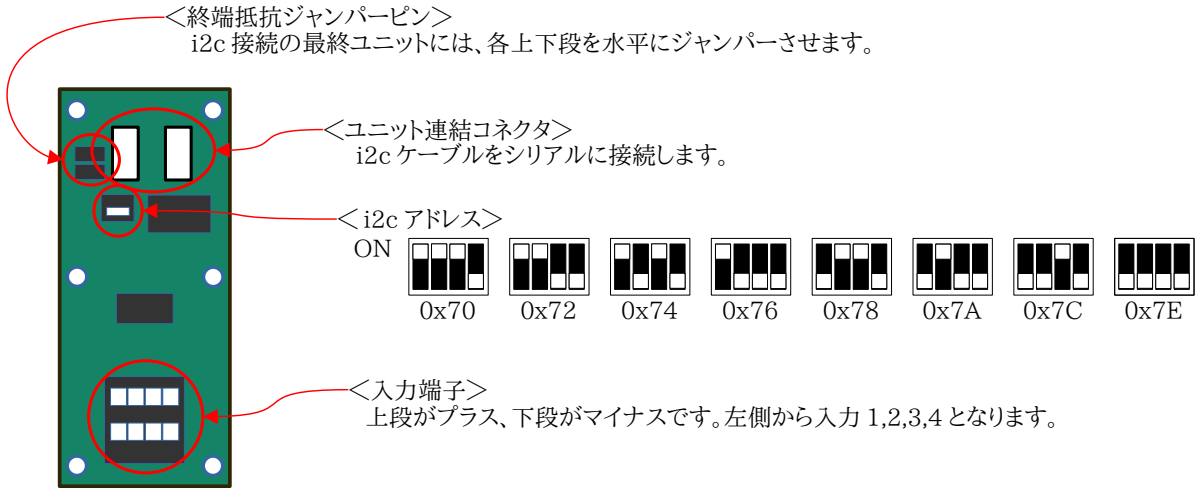 ＜終端抵抗ジャンパーピン＞
i2c 接続の最終ユニットには、各上下段を水平にジャンパーさせます。
＜ユニット連結コネクタ＞
i2c ケーブルをシリアルに接続します。
＜ i2c アドレス＞
ON
0x70 0x72 0x74 0x76 0x78 0x7A 0x7C 0x7E
＜入力端子＞
上段がプラス、下段がマイナスです。左側から入力 1,2,3,4 となります。